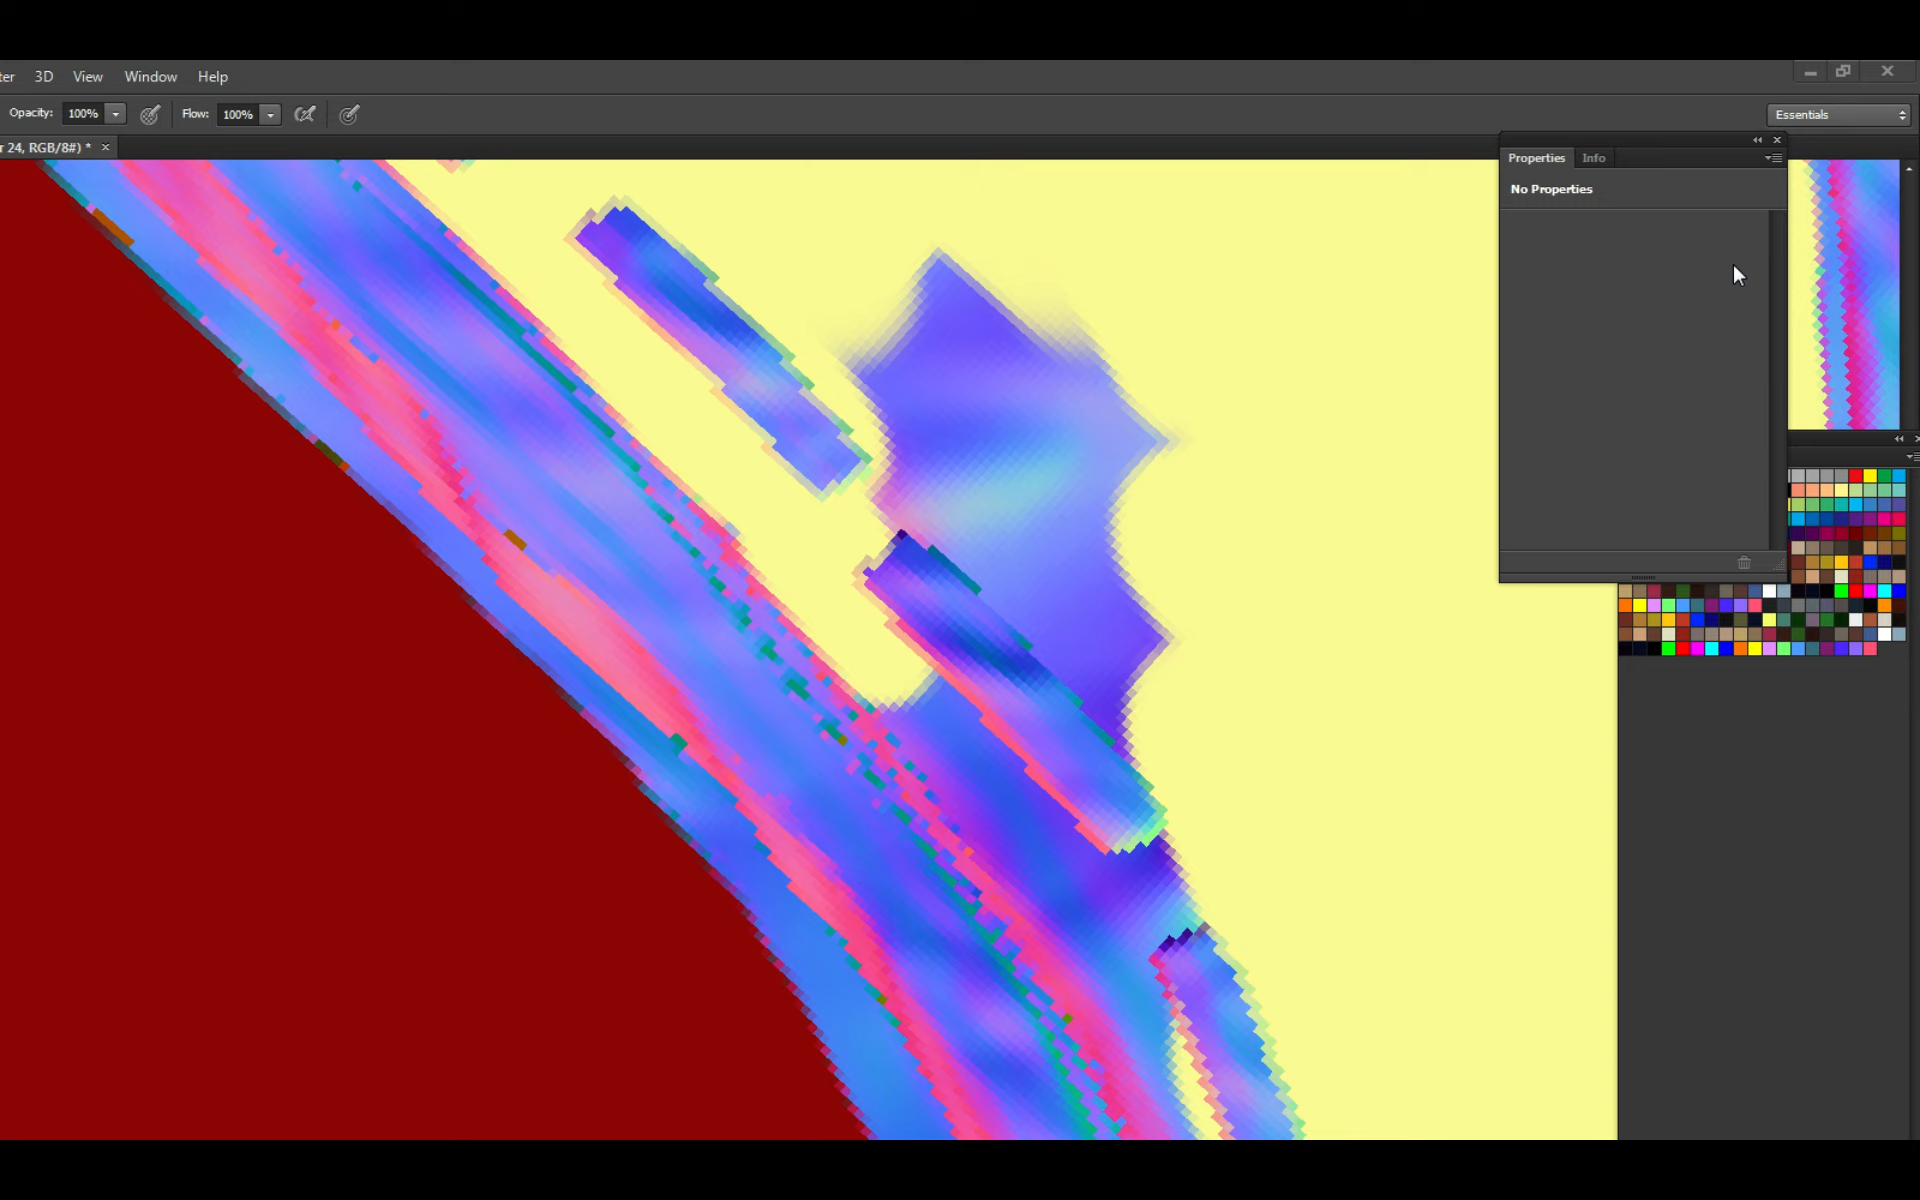 ter 3D View Window Help
Opacity: 100% Flow: 100% Essentials
r 24, RGB/8#) *
Properties Info
No Properties